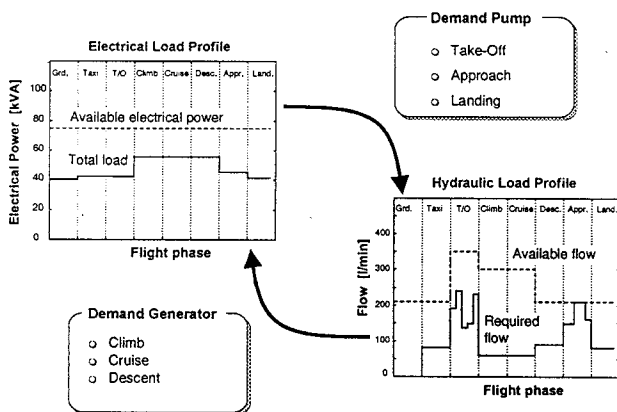 Electrical Load Profile
Grd. Taxi T/O Climb Cruise Desc. Appr. Land.
Electrical Power [kVA]
100
80
60
40
20
0
Available electrical power
Total load
Flight phase
Demand Pump
Take-Off
Approach
Landing
Hydraulic Load Profile
Grd. Taxi T/O Climb Cruise Desc. Appr. Land.
Flow [l/min]
400
300
200
100
0
Available flow
Required
flow
Flight phase
Demand Generator
Climb
Cruise
Descent